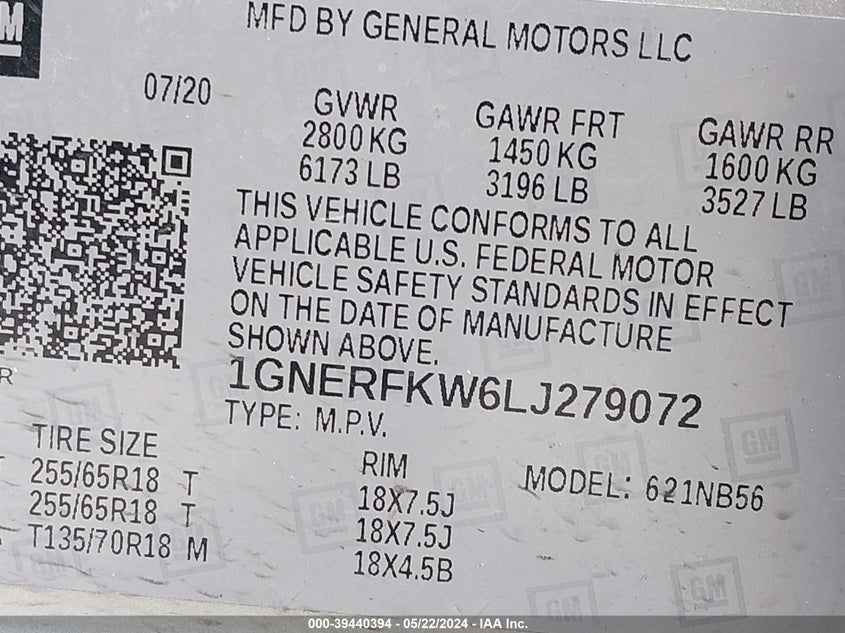 GM
MFD BY GENERAL MOTORS LLC
07/20
GVWR GAWR FRT GAWR RR
2800 KG 1450 KG 1600 KG
6173 LB 3196 LB 3527 LB
THIS VEHICLE CONFORMS TO ALL
APPLICABLE U.S. FEDERAL MOTOR
VEHICLE SAFETY STANDARDS IN EFFECT
ON THE DATE OF MANUFACTURE
SHOWN ABOVE.
R
1GNERFKW6LJ279072
TYPE: M.P.V.
TIRE SIZE RIM MODEL: 621NB56
255/65R18 T 18X7.5J
255/65R18 T 18X7.5J
T135/70R18 M 18X4.5B
000-39440394 - 05/22/2024 - IAA Inc.